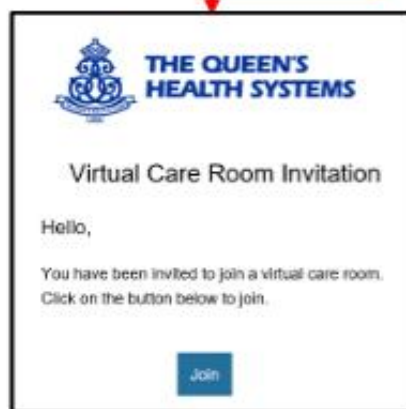 THE QUEEN'S
HEALTH SYSTEMS
Virtual Care Room Invitation
Hello,
You have been invited to join a virtual care room.
Click on the button below to join.
Join